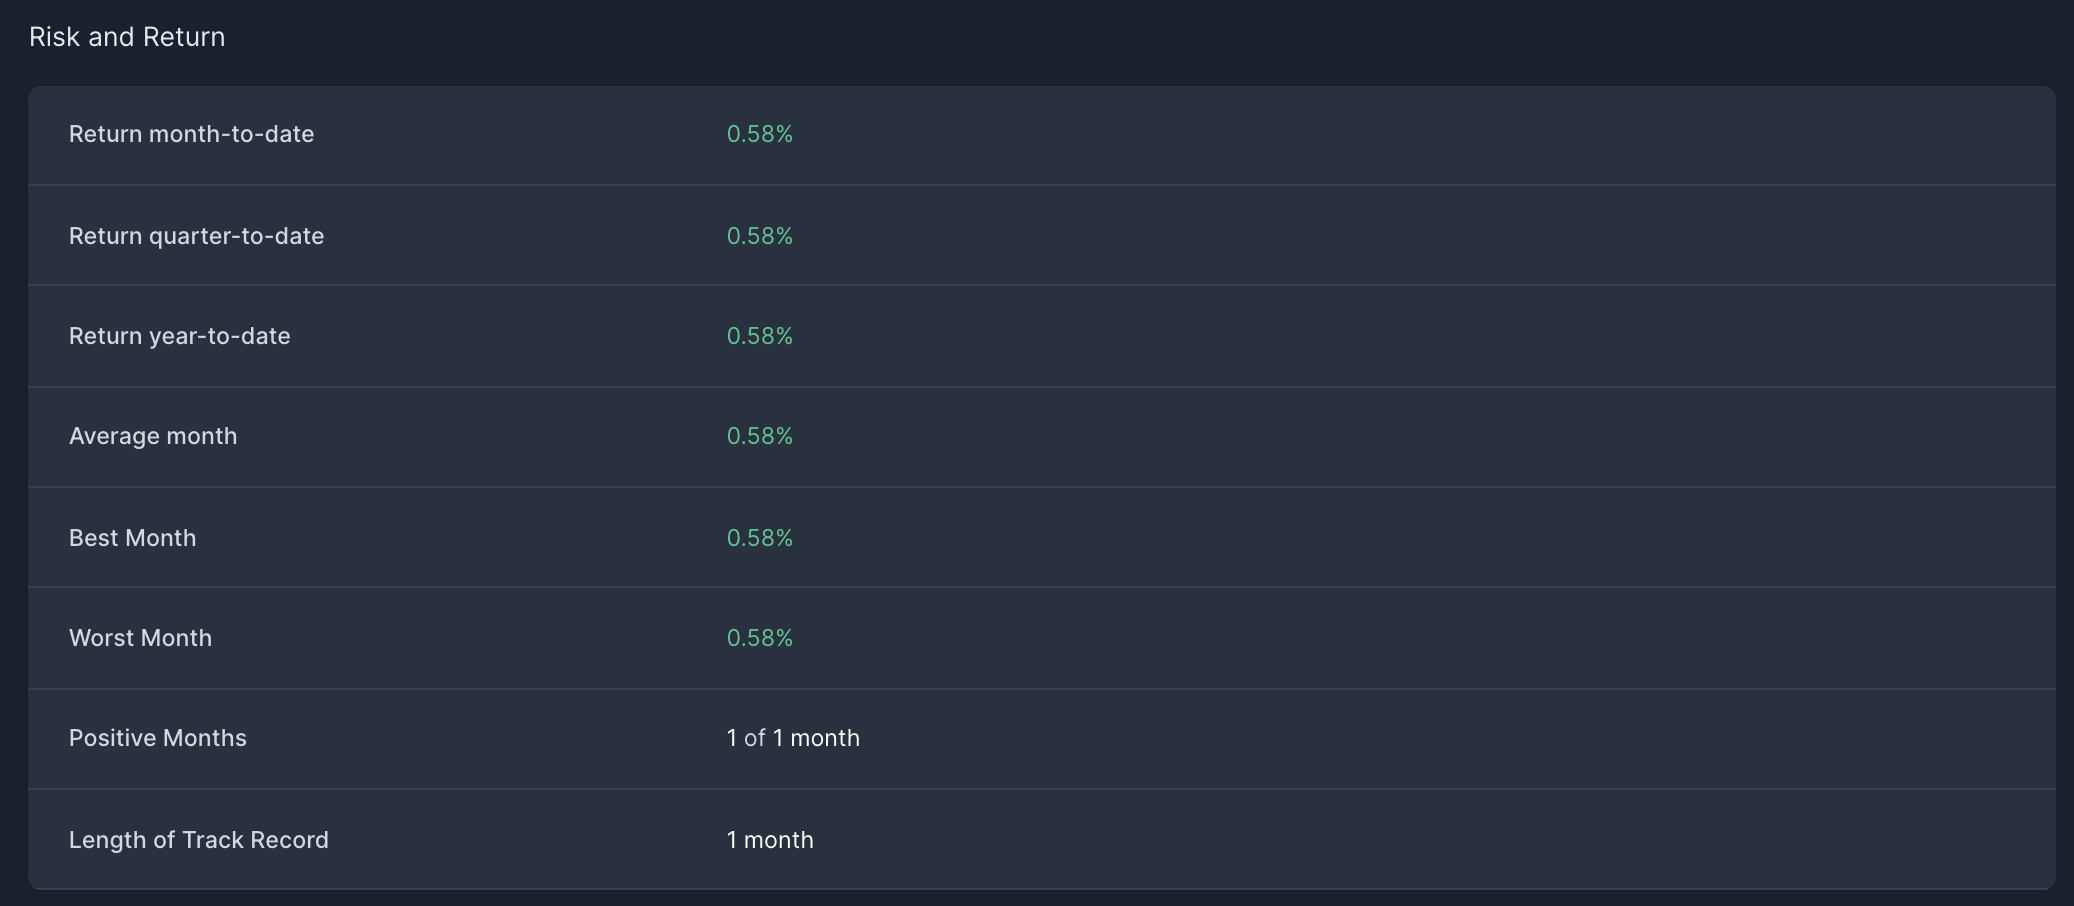 Risk and Return
Return month-to-date 0.58%
Return quarter-to-date 0.58%
Return year-to-date 0.58%
Average month 0.58%
Best Month 0.58%
Worst Month 0.58%
Positive Months 1 of 1 month
Length of Track Record 1 month